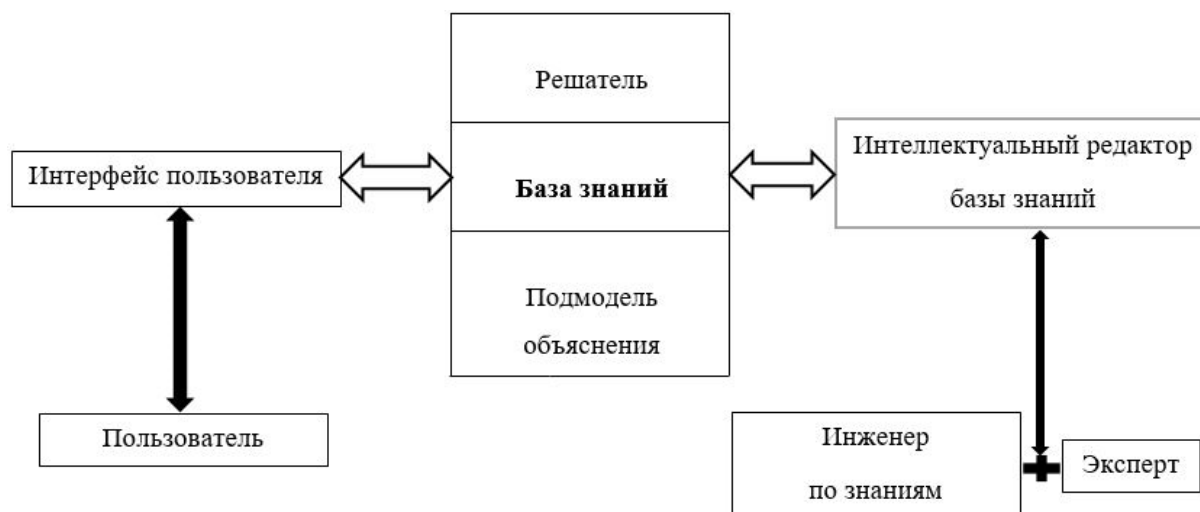 Решатель
Интерфейс пользователя
База знаний
Интеллектуальный редактор
базы знаний
Подмодель
объяснения
Пользователь
Инженер
по знаниям
Эксперт